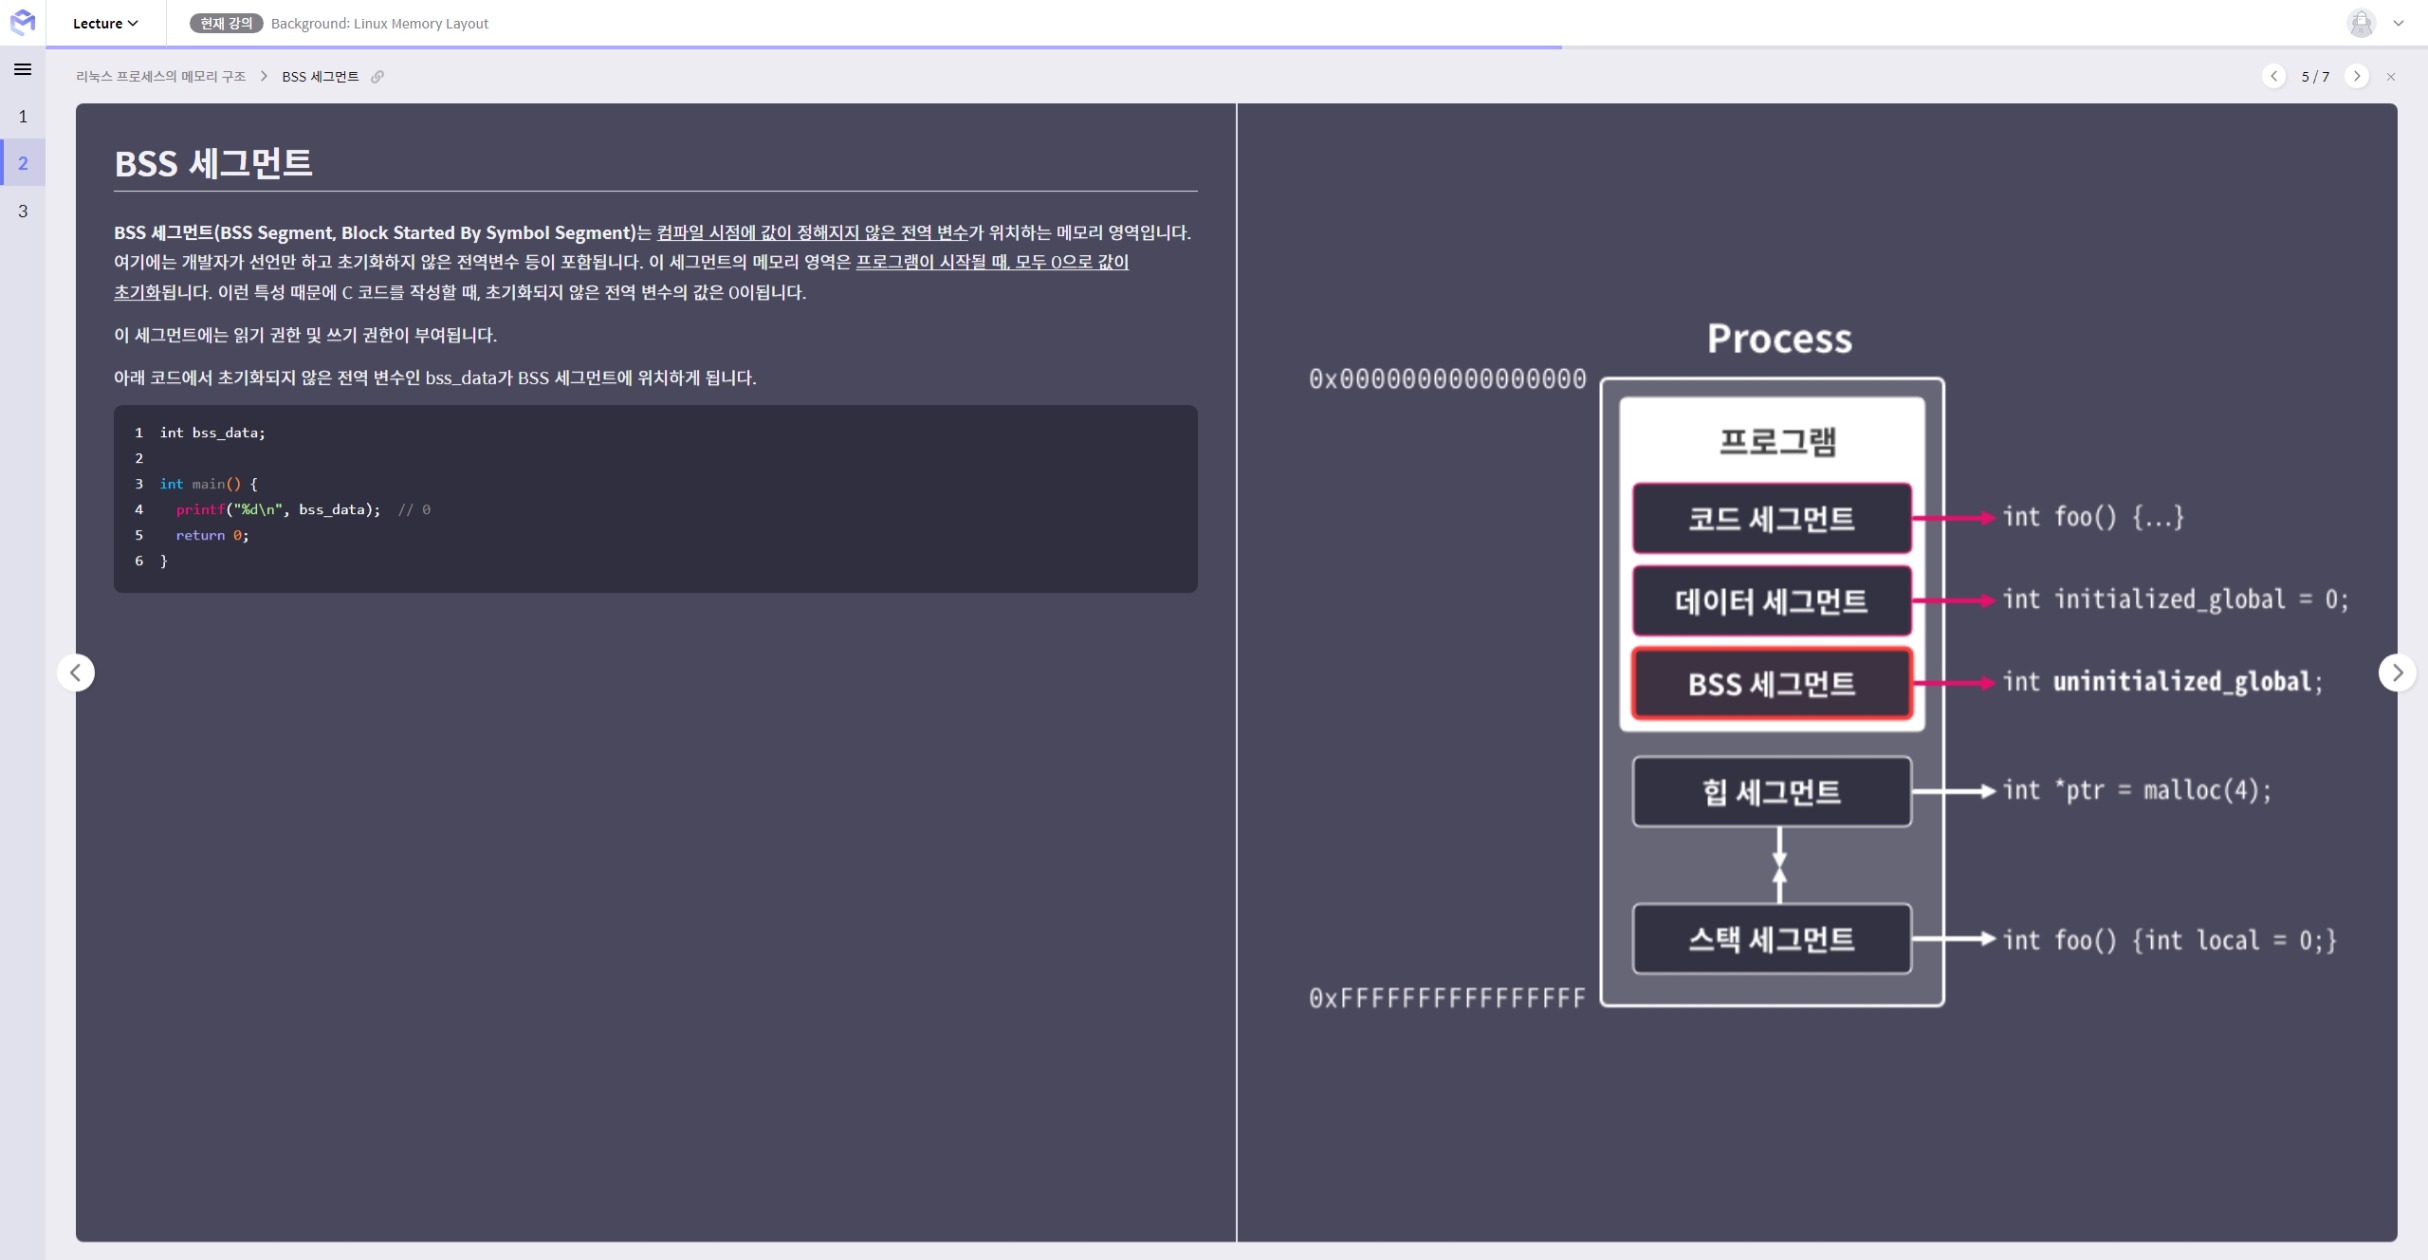 Lecture
현재 강의 Background: Linux Memory Layout
리눅스 프로세스의 메모리 구조 > BSS 세그먼트
5 / 7
1
2
3
BSS 세그먼트
BSS 세그먼트(BSS Segment, Block Started By Symbol Segment)는 컴파일 시점에 값이 정해지지 않은 전역 변수가 위치하는 메모리 영역입니다.
여기에는 개발자가 선언만 하고 초기화하지 않은 전역변수 등이 포함됩니다. 이 세그먼트의 메모리 영역은 프로그램이 시작될 때, 모두 0으로 값이
초기화됩니다. 이런 특성 때문에 C 코드를 작성할 때, 초기화되지 않은 전역 변수의 값은 0이됩니다.
이 세그먼트에는 읽기 권한 및 쓰기 권한이 부여됩니다.
아래 코드에서 초기화되지 않은 전역 변수인 bss_data가 BSS 세그먼트에 위치하게 됩니다.
1 int bss_data;
2
3 int main() {
4 printf("%d\n", bss_data); // 0
5 return 0;
6 }
Process
0x0000000000000000
프로그램
코드 세그먼트 int foo() {...}
데이터 세그먼트 int initialized_global = 0;
BSS 세그먼트 int uninitialized_global;
힙 세그먼트 int *ptr = malloc(4);
스택 세그먼트 int foo() {int local = 0;}
0xFFFFFFFFFFFFFFFF